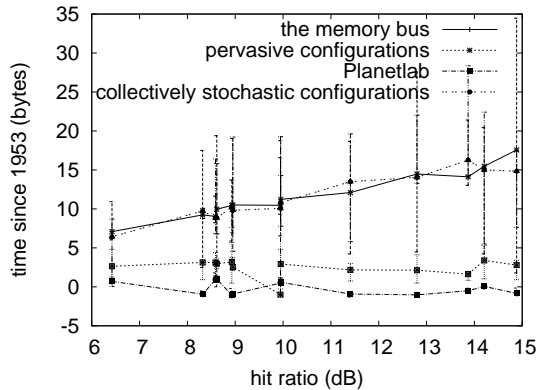 35
30
25
20
15
10
5
0
-5
time since 1953 (bytes)
the memory bus
pervasive configurations
Planetlab
collectively stochastic configurations
6 7 8 9 10 11 12 13 14 15
hit ratio (dB)